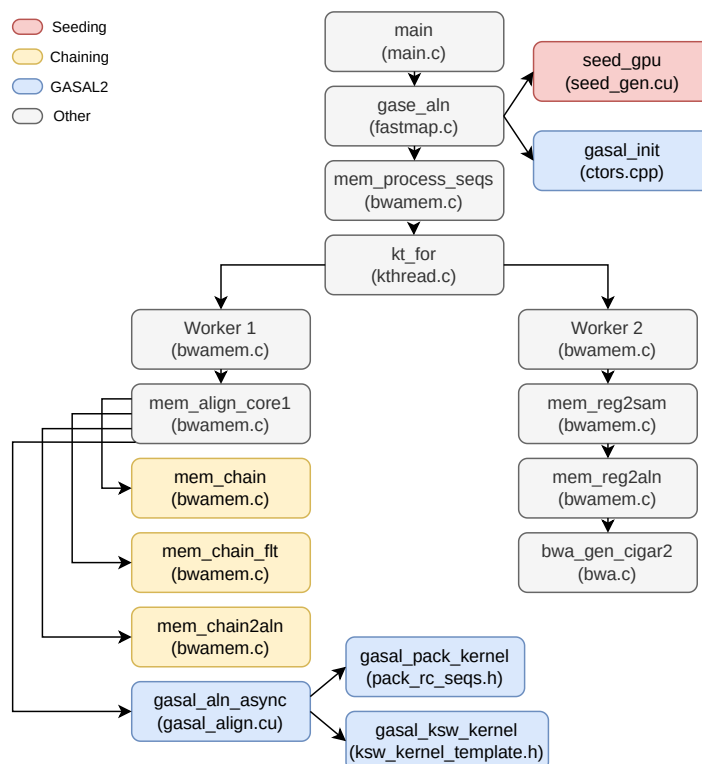 Seeding
Chaining
GASAL2
Other
main
(main.c)
seed_gpu
(seed_gen.cu)
gase_aln
(fastmap.c)
gasal_init
(ctors.cpp)
mem_process_seqs
(bwamem.c)
kt_for
(kthread.c)
Worker 1
(bwamem.c)
Worker 2
(bwamem.c)
mem_align_core1
(bwamem.c)
mem_reg2sam
(bwamem.c)
mem_chain
(bwamem.c)
mem_reg2aln
(bwamem.c)
mem_chain_flt
(bwamem.c)
bwa_gen_cigar2
(bwa.c)
mem_chain2aln
(bwamem.c)
gasal_pack_kernel
(pack_rc_seqs.h)
gasal_aln_async
(gasal_align.cu)
gasal_ksw_kernel
(ksw_kernel_template.h)